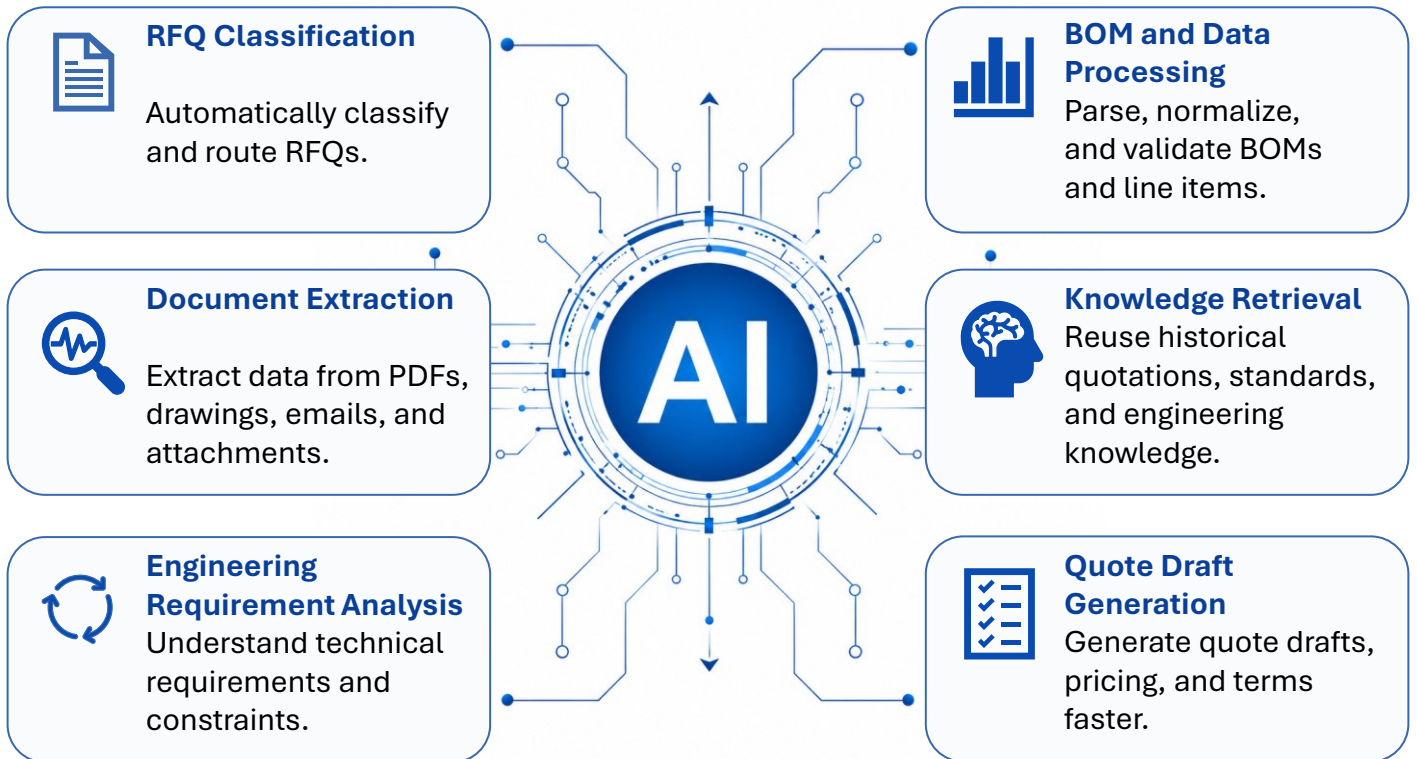 RFQ Classification
Automatically classify
and route RFQs.
Document Extraction
Extract data from PDFs,
drawings, emails, and
attachments.
Engineering
Requirement Analysis
Understand technical
requirements and
constraints.
AI
BOM and Data
Processing
Parse, normalize,
and validate BOMs
and line items.
Knowledge Retrieval
Reuse historical
quotations, standards,
and engineering
knowledge.
Quote Draft
Generation
Generate quote drafts,
pricing, and terms
faster.